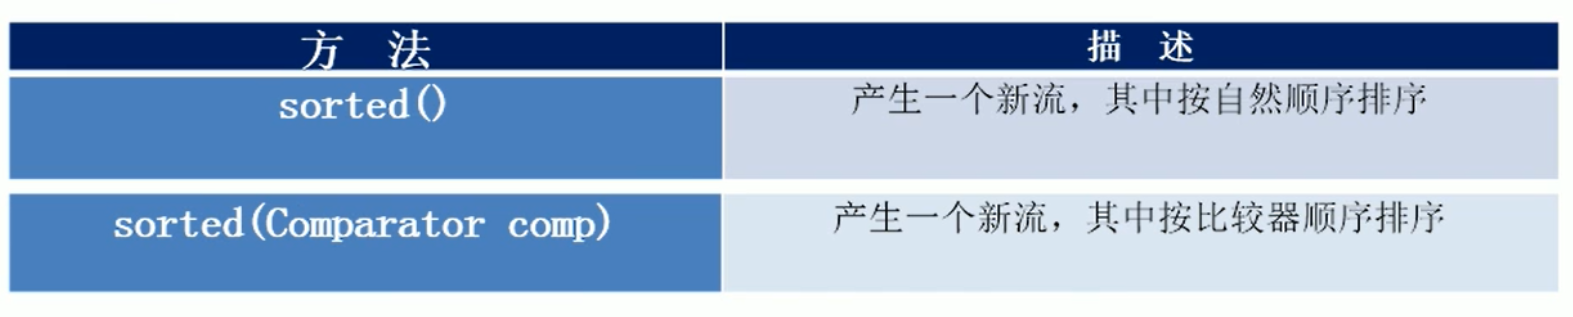 方 法
描 述
sorted()
产生一个新流，其中按自然顺序排序
sorted(Comparator comp)
产生一个新流，其中按比较器顺序排序